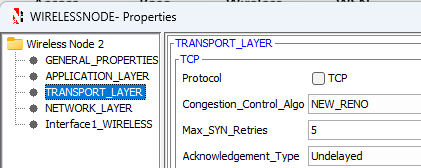 WIRELESSNODE- Properties
Wireless Node 2
GENERAL_PROPERTIES
APPLICATION_LAYER
TRANSPORT_LAYER
NETWORK_LAYER
Interface1_WIRELESS
TRANSPORT_LAYER
TCP
Protocol TCP
Congestion_Control_Algo NEW_RENO
Max_SYN_Retries 5
Acknowledgement_Type Undelayed